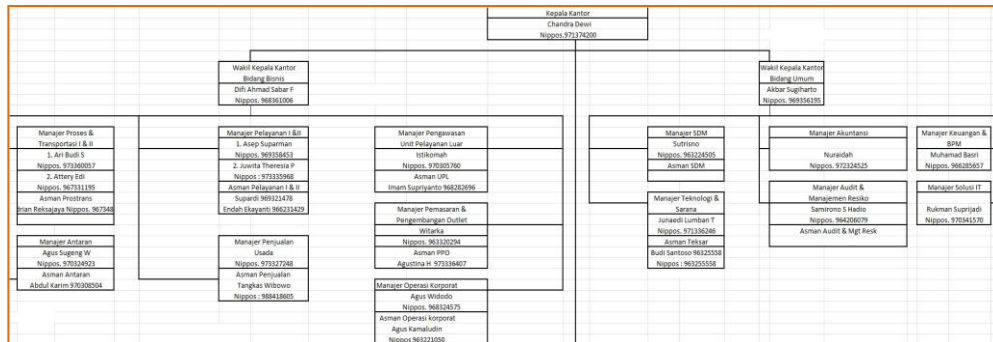 Kepala Kantor
Chandra Dewi
Nippos.971374200
Wakil Kepala Kantor
Bidang Bisnis
Difi Ahmad Sabar F
Nippos. 968361006
Wakil Kepala Kantor
Bidang Umum
Akbar Sugiharto
Nippos. 969356195
Manajer Proses &
Transportasi I & II
1. Ari Budi S
Nippos. 973360057
2. Attery Edi
Nippos. 967331195
Asman Prostrans
drian Reksajaya Nippos. 967348
Manajer Pelayanan I &II
1. Asep Suparman
Nippos. 969358453
2. Juwita Theresia P
Nippos :973335968
Asman Pelayanan I & II
Supardi 969321478
Endah Ekayanti 966231429
Manajer Pengawasan
Unit Pelayanan Luar
Istikomah
Nippos. 970305760
Asman UPL
Imam Supriyanto 968282696
Manajer SDM
Sutrisno
Nippos. 963224505
Asman SDM
Manajer Akuntansi
Nuraidah
Nippos. 972324525
Manajer Keuangan &
BPM
Muhamad Basri
Nippos. 966285657
Manajer Antaran
Agus Sugeng W
Nippos. 970324923
Asman Antaran
Abdul Karim 970308504
Manajer Penjualan
Usada
Nippos. 973327248
Asman Penjualan
Tangkas Wibowo
Nippos : 988418605
Manajer Pemasaran &
Pengembangan Outlet
Witarka
Nippos. 963320294
Asman PPO
Agustina H 973336407
Manajer Teknologi &
Sarana
Junaedi Lumban T
Nippos. 971336246
Asman Teksar
Budi Santoso 96325558
Nippos : 963255558
Manajer Audit &
Manajemen Resiko
Samirono S Hadio
Nippos. 964206079
Asman Audit & Mgt Resk
Manajer Solusi IT
Rukman Suprijadi
Nippos. 970341570
Manajer Operasi Korporat
Agus Widodo
Nippos. 968324575
Asman Operasi korporat
Agus Kamaludin
Nippos 963221050